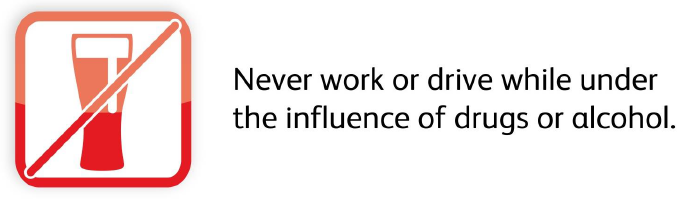 Never work or drive while under
the influence of drugs or alcohol.